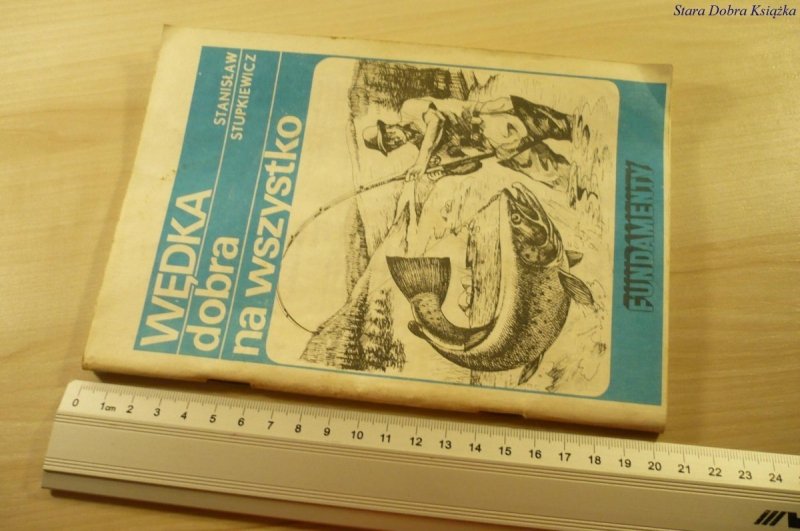 Stara Dobra Książka
STANISŁAW
STUPKIEWICZ
WĘDKA
dobra
na wszystko
FUNDAMENTY
0 1cm 2 3 4 5 6 7 8 9 10 11 12 13 14 15 16 17 18 19 20 21 22 23 24